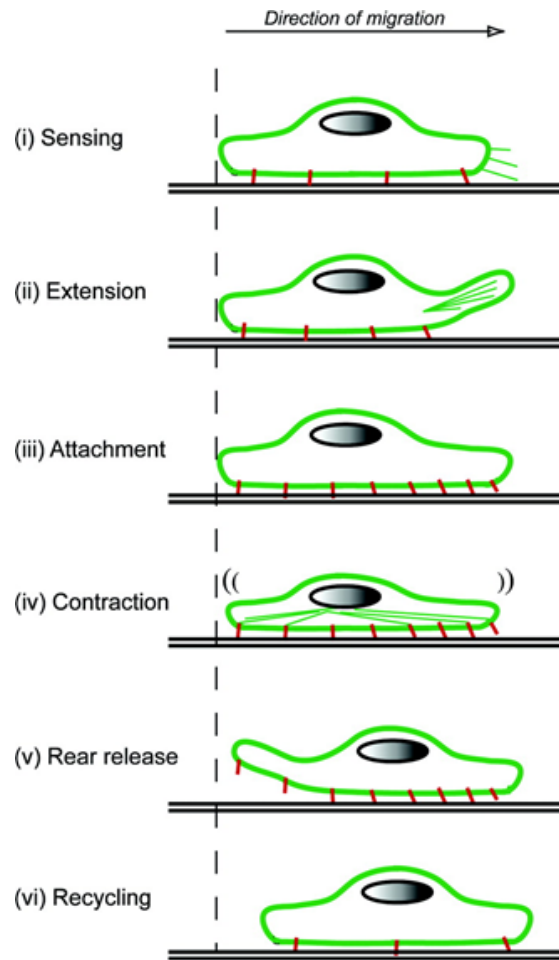 Direction of migration
(i) Sensing
(ii) Extension
(iii) Attachment
(iv) Contraction
(v) Rear release
(vi) Recycling